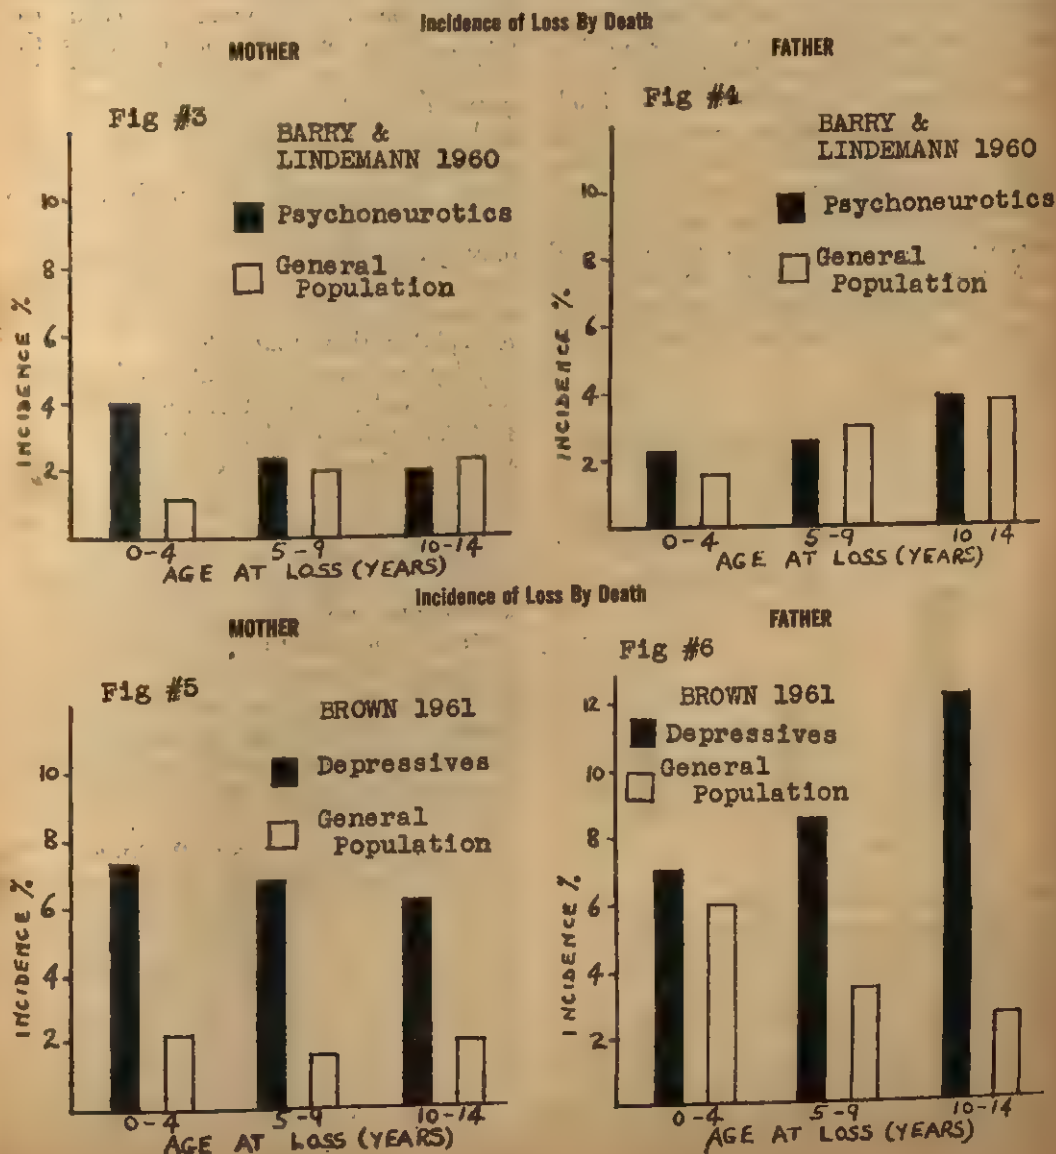 Incidence of Loss By Death
MOTHER
FATHER
Fig #3
BARRY &
LINDEMANN 1960
Psychoneurotics
General
Population
10
8
6
4
2
INCIDENCE %
0-4
5-9
10-14
AGE AT LOSS (YEARS)
Fig #4
BARRY &
LINDEMANN 1960
Psychoneurotics
General
Population
10
8
6
4
2
INCIDENCE %
0-4
5-9
10 14
AGE AT LOSS (YEARS)
Incidence of Loss By Death
MOTHER
FATHER
Fig #5
BROWN 1961
Depressives
General
Population
10
8
6
4
2
INCIDENCE %
0-4
5-9
10-14
AGE AT LOSS (YEARS)
Fig #6
BROWN 1961
Depressives
General
Population
12
10
8
6
4
2
INCIDENCE %
0-4
5-9
10-14
AGE AT LOSS (YEARS)